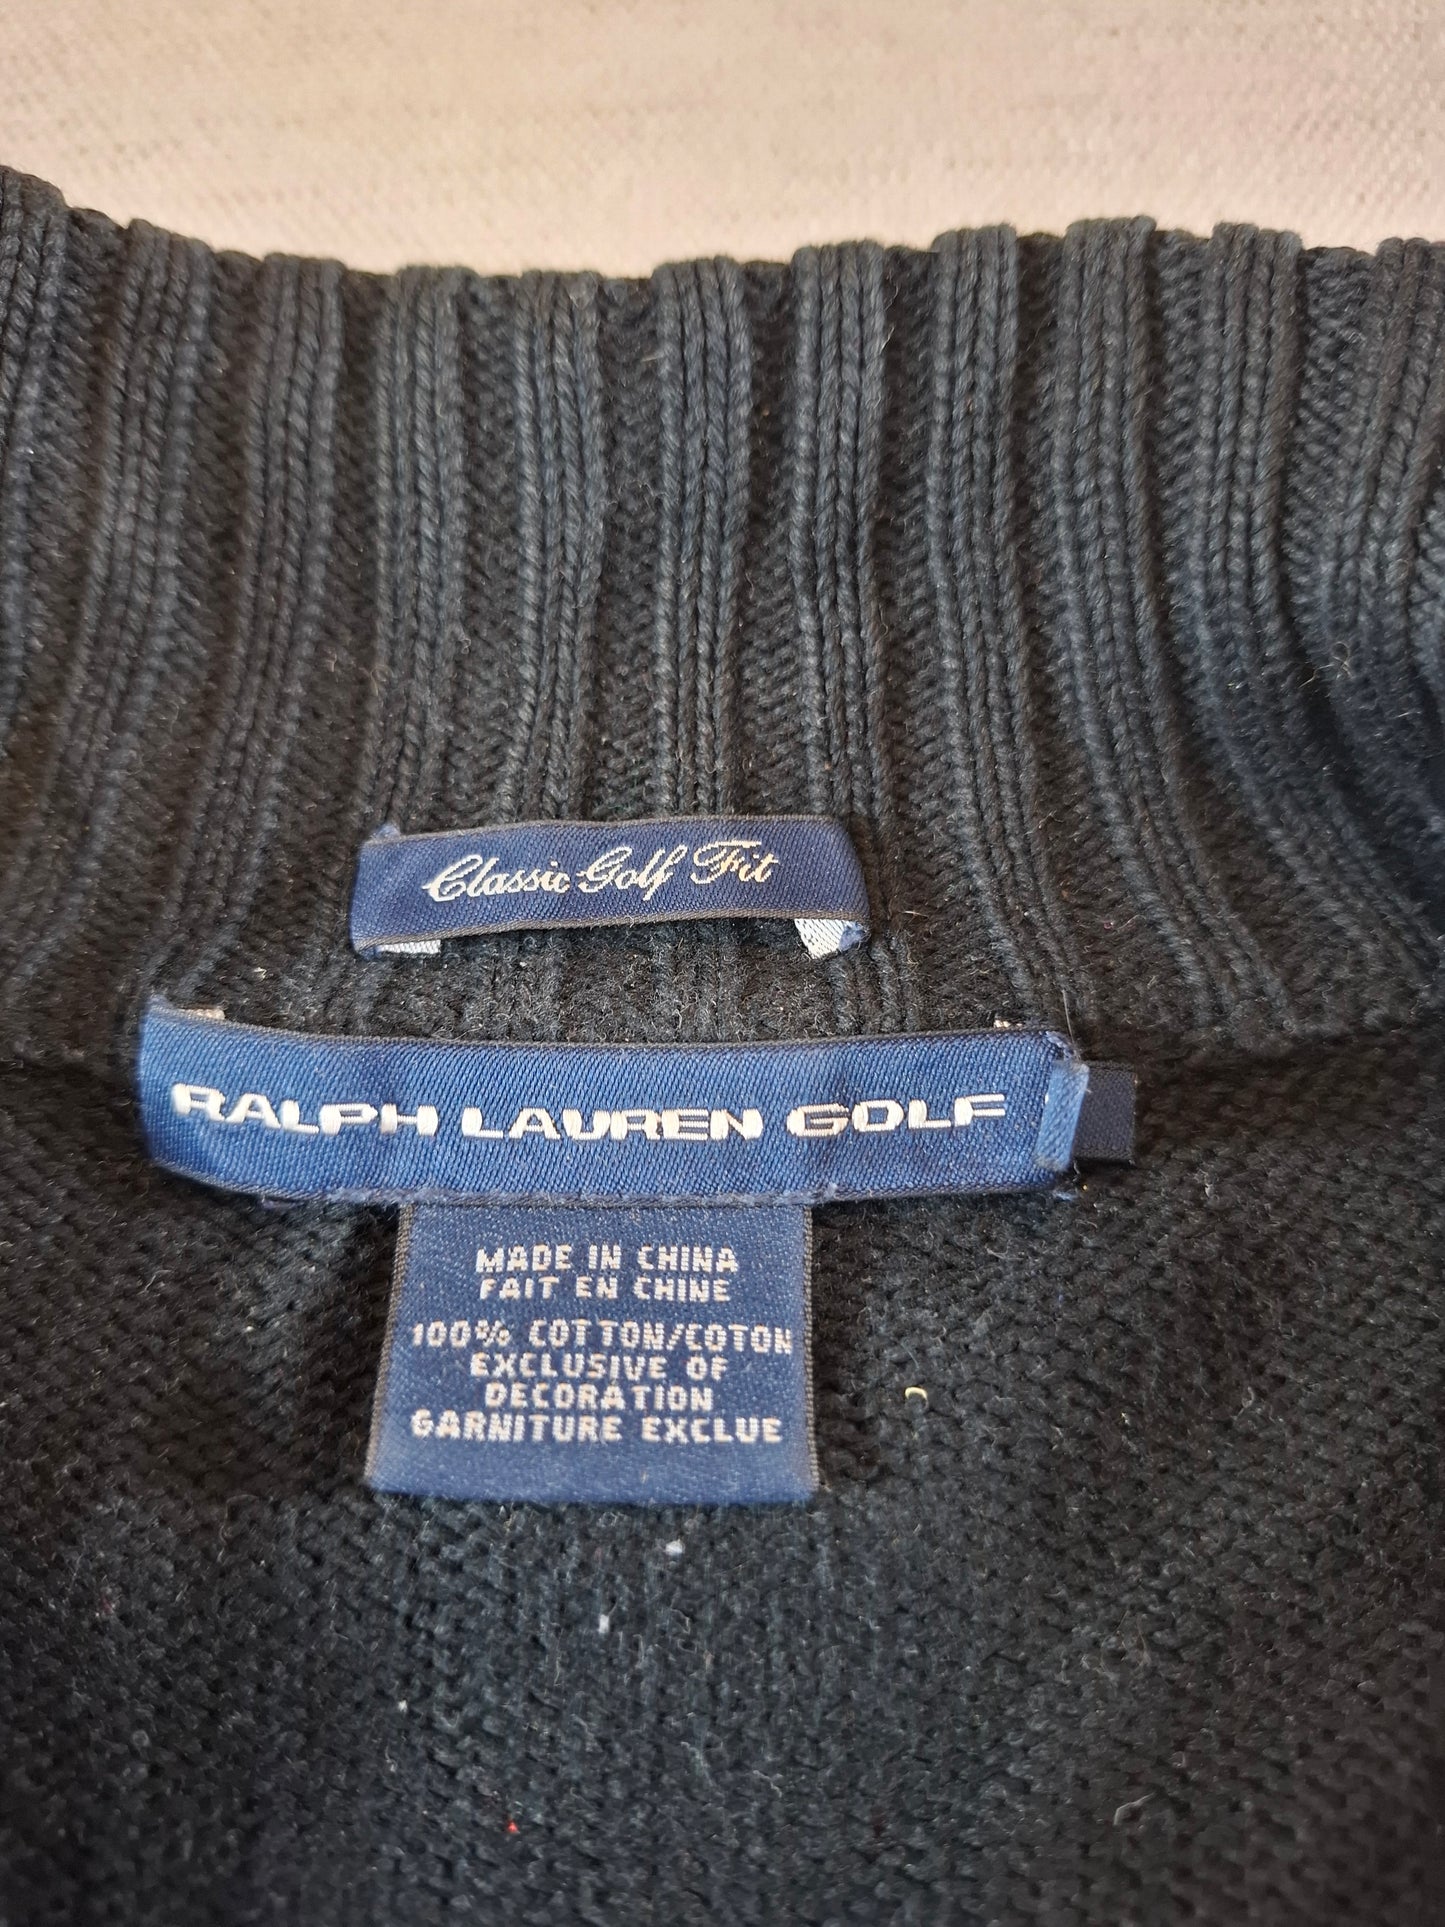 Classic Golf Fit
RALPH LAUREN GOLF
MADE IN CHINA
FAIT EN CHINE
100% COTTON/COTON
EXCLUSIVE OF
DECORATION
GARNITURE EXCLUE